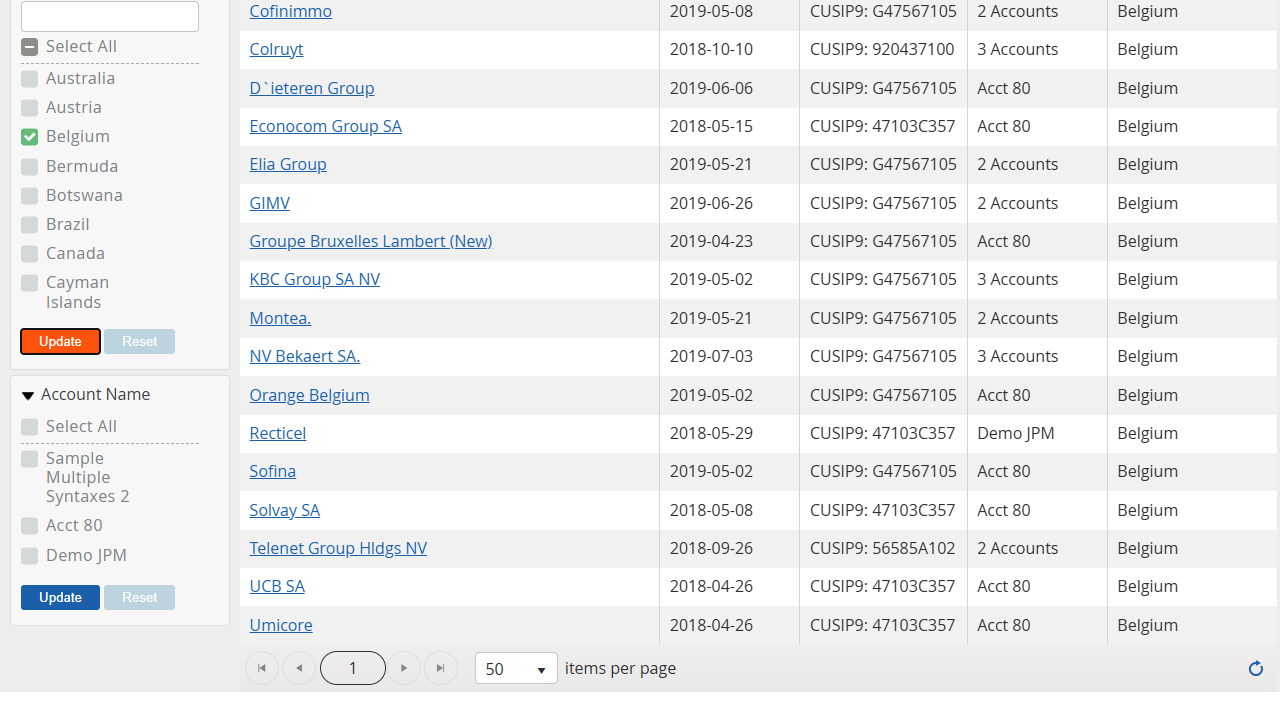 Select All
Australia
Austria
Belgium
Bermuda
Botswana
Brazil
Canada
Cayman
Islands
Update Reset
Account Name
Select All
Sample
Multiple
Syntaxes 2
Acct 80
Demo JPM
Update Reset
Cofinimmo 2019-05-08 CUSIP9: G47567105 2 Accounts Belgium
Colruyt 2018-10-10 CUSIP9: 920437100 3 Accounts Belgium
D`ieteren Group 2019-06-06 CUSIP9: G47567105 Acct 80 Belgium
Econocom Group SA 2018-05-15 CUSIP9: 47103C357 Acct 80 Belgium
Elia Group 2019-05-21 CUSIP9: G47567105 2 Accounts Belgium
GIMV 2019-06-26 CUSIP9: G47567105 2 Accounts Belgium
Groupe Bruxelles Lambert (New) 2019-04-23 CUSIP9: G47567105 Acct 80 Belgium
KBC Group SA NV 2019-05-02 CUSIP9: G47567105 3 Accounts Belgium
Montea. 2019-05-21 CUSIP9: G47567105 2 Accounts Belgium
NV Bekaert SA. 2019-07-03 CUSIP9: G47567105 3 Accounts Belgium
Orange Belgium 2019-05-02 CUSIP9: G47567105 Acct 80 Belgium
Recticel 2018-05-29 CUSIP9: 47103C357 Demo JPM Belgium
Sofina 2019-05-02 CUSIP9: G47567105 Acct 80 Belgium
Solvay SA 2018-05-08 CUSIP9: 47103C357 Acct 80 Belgium
Telenet Group Hldgs NV 2018-09-26 CUSIP9: 56585A102 2 Accounts Belgium
UCB SA 2018-04-26 CUSIP9: 47103C357 Acct 80 Belgium
Umicore 2018-04-26 CUSIP9: 47103C357 Acct 80 Belgium
1 50 items per page